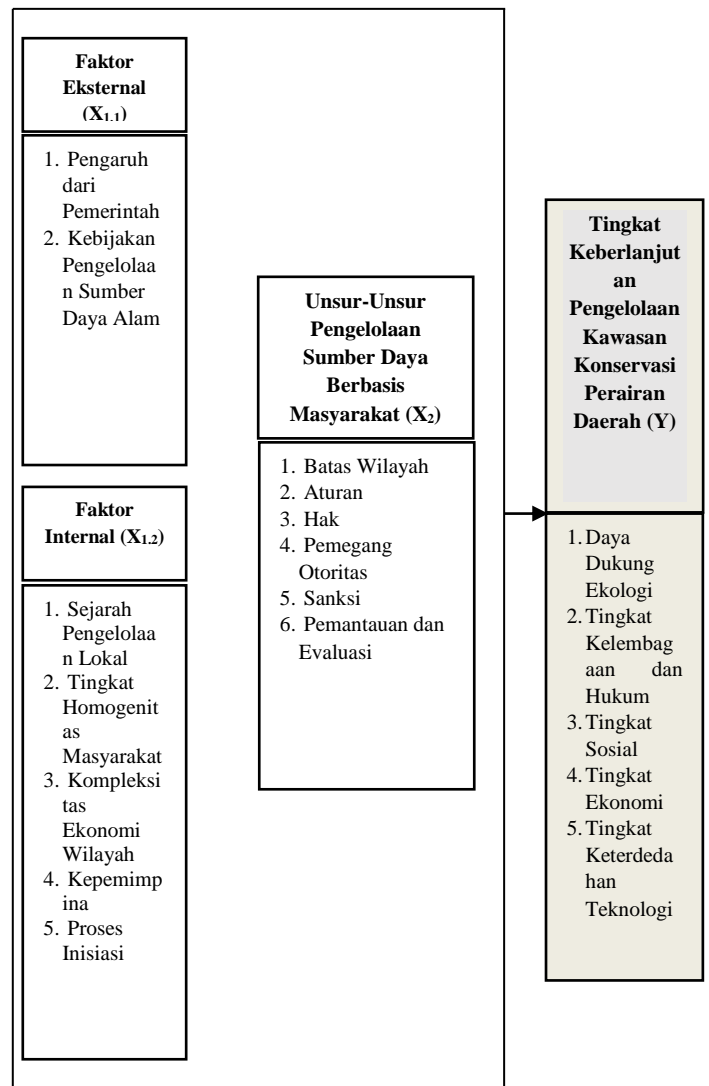 Faktor
Eksternal
(X1.1)
1. Pengaruh
dari
Pemerintah
2. Kebijakan
Pengelolaa
n Sumber
Daya Alam
Faktor
Internal (X1.2)
1. Sejarah
Pengelolaa
n Lokal
2. Tingkat
Homogenit
as
Masyarakat
3. Kompleksi
tas
Ekonomi
Wilayah
4. Kepemimp
ina
5. Proses
Inisiasi
Unsur-Unsur
Pengelolaan
Sumber Daya
Berbasis
Masyarakat (X2)
1. Batas Wilayah
2. Aturan
3. Hak
4. Pemegang
Otoritas
5. Sanksi
6. Pemantauan dan
Evaluasi
Tingkat
Keberlanjut
an
Pengelolaan
Kawasan
Konservasi
Perairan
Daerah (Y)
1. Daya
Dukung
Ekologi
2. Tingkat
Kelembag
aan dan
Hukum
3. Tingkat
Sosial
4. Tingkat
Ekonomi
5. Tingkat
Keterdeda
han
Teknologi